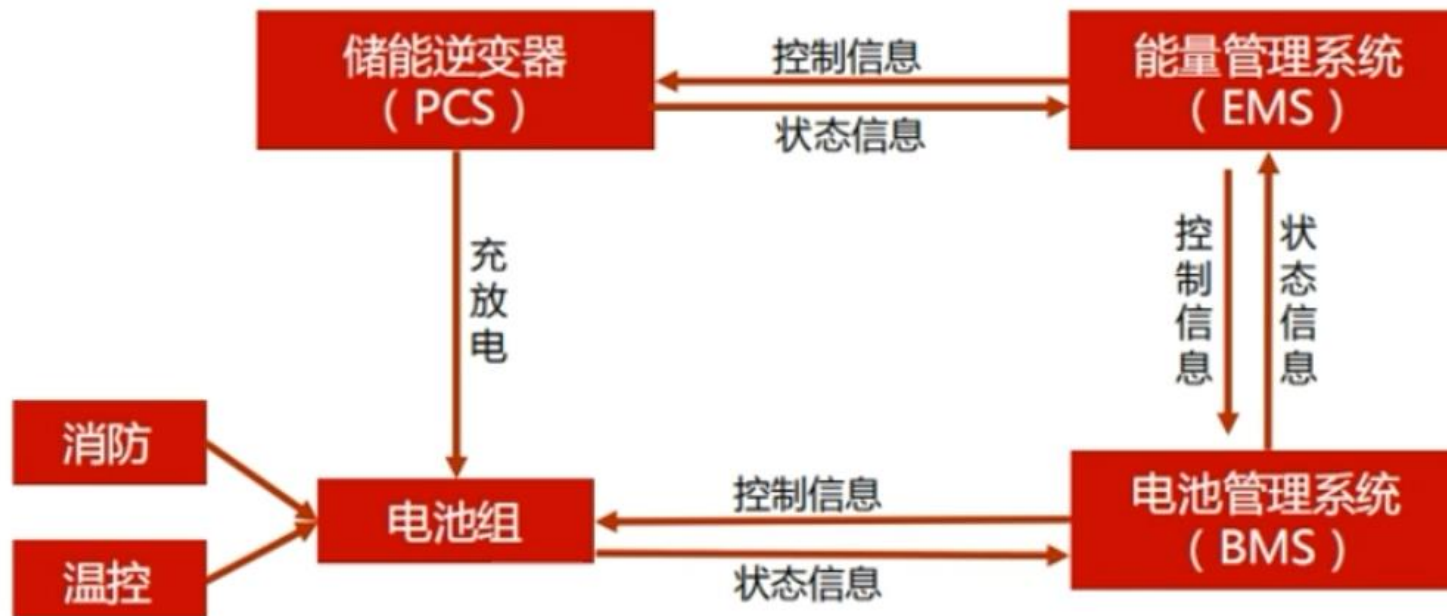 储能逆变器
（PCS）
控制信息
状态信息
能量管理系统
（EMS）
充放电
控制信息
状态信息
消防
温控
电池组
控制信息
状态信息
电池管理系统
（BMS）